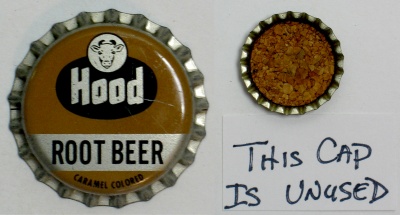 Hood
ROOT BEER
CARAMEL COLORED
THIS CAP
IS UNUSED